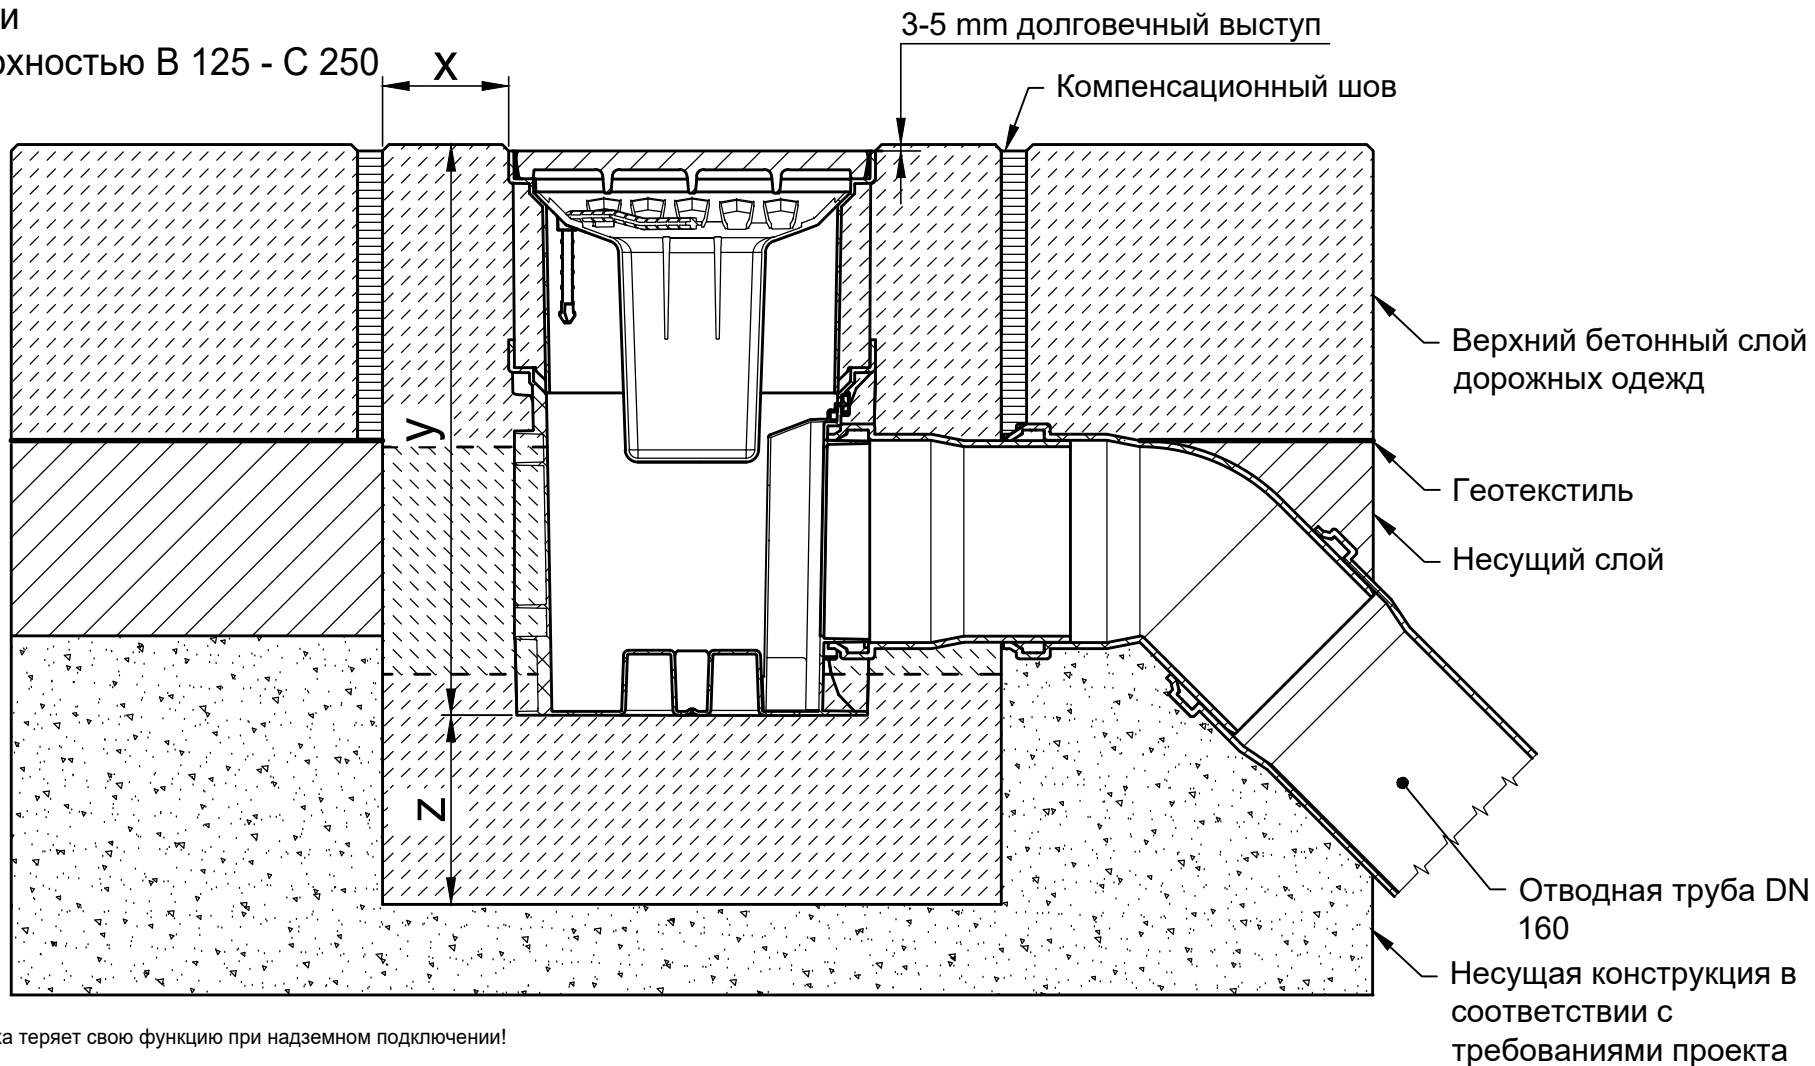 и
рхностью B 125 - C 250
X
3-5 mm долговечный выступ
Компенсационный шов
Верхний бетонный слой
дорожных одежд
y
Геотекстиль
Несущий слой
z
Отводная труба DN
160
Несущая конструкция в
соответствии с
требованиями проекта
ка теряет свою функцию при надземном подключении!